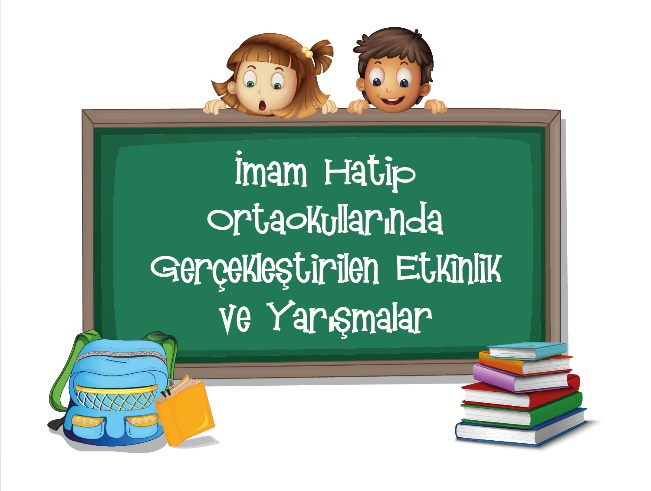 İmam Hatip
Ortaokullarında
Gerçekleştirilen Etkinlik
ve Yarışmalar